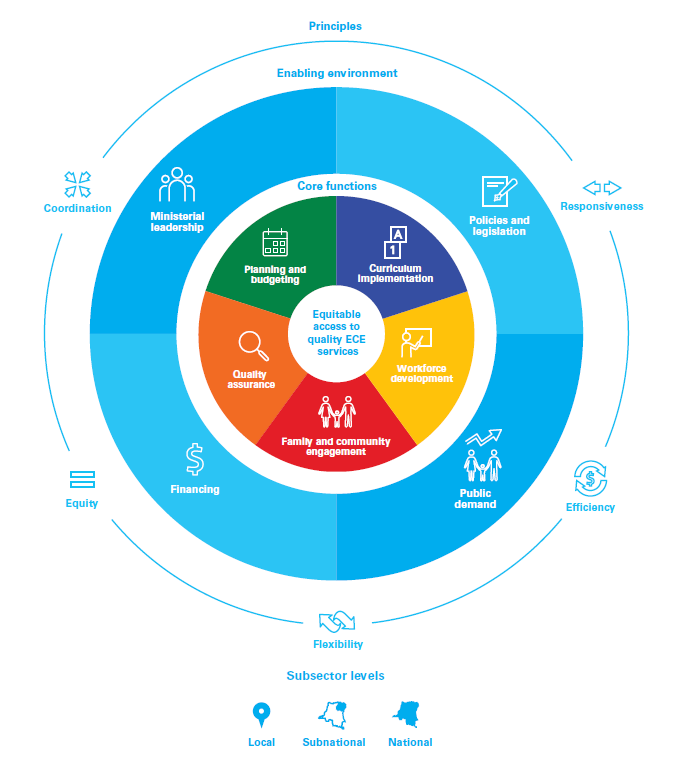 Principles
Enabling environment
Coordination
Responsiveness
Ministerial
leadership
Policies and
legislation
Core functions
Planning and
budgeting
A
1
Curriculum
Implementation
Equitable
access to
quality ECE
services
Quality
assurance
Workforce
development
Family and community
engagement
$
Financing
Public
demand
Equity
$
Efficiency
Flexibility
Subsector levels
Local
Subnational
National